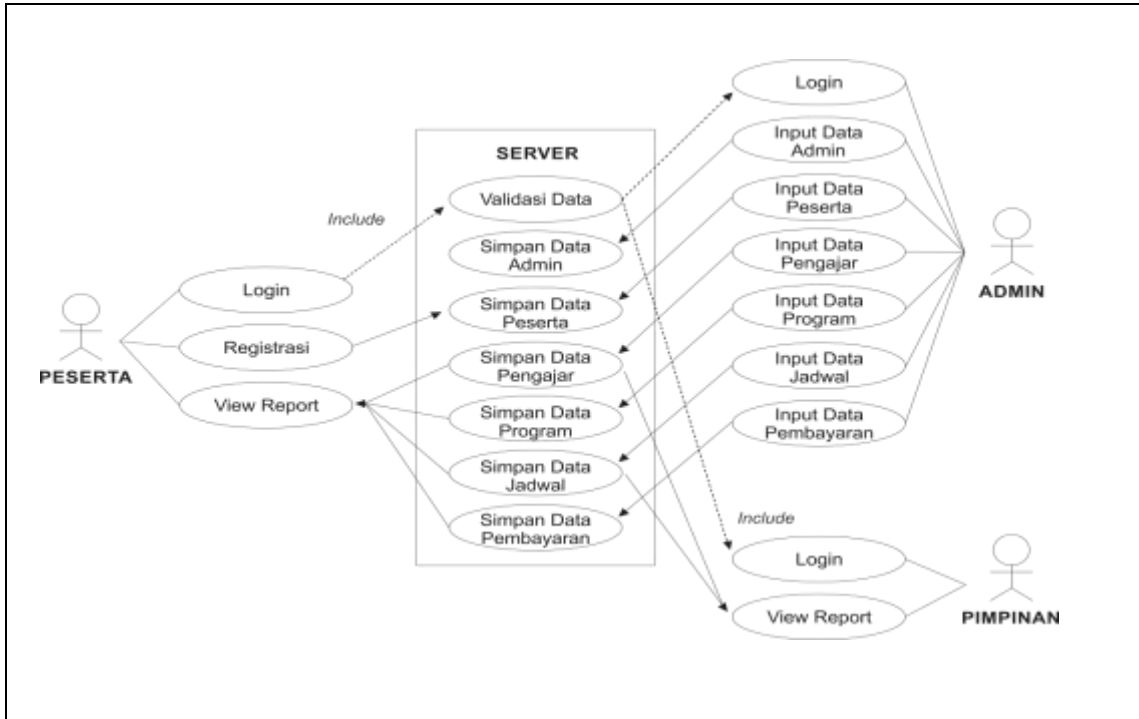 SERVER
Validasi Data
Simpan Data
Admin
Simpan Data
Peserta
Simpan Data
Pengajar
Simpan Data
Program
Simpan Data
Jadwal
Simpan Data
Pembayaran
Include
Login
Registrasi
View Report
PESERTA
Login
Input Data
Admin
Input Data
Peserta
Input Data
Pengajar
Input Data
Program
Input Data
Jadwal
Input Data
Pembayaran
ADMIN
Include
Login
View Report
PIMPINAN